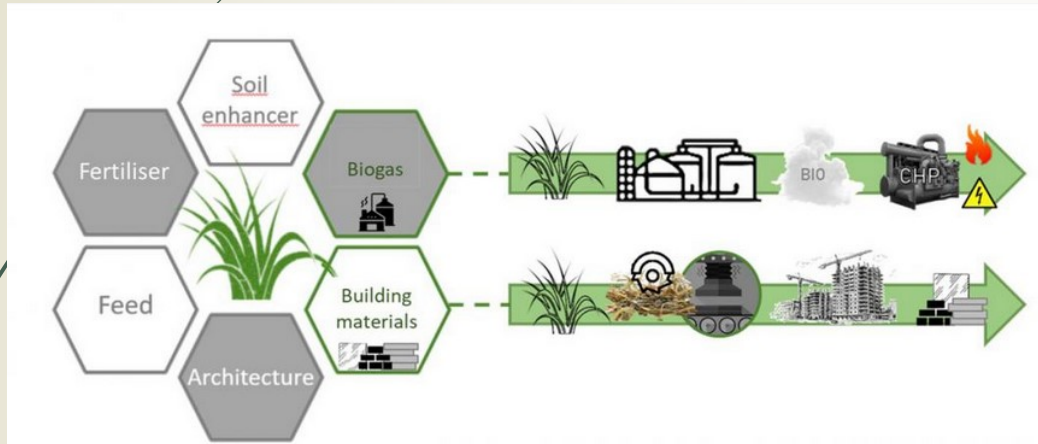 Soil
enhancer
Fertiliser
Biogas
Feed
Building
materials
Architecture
BIO
CHP